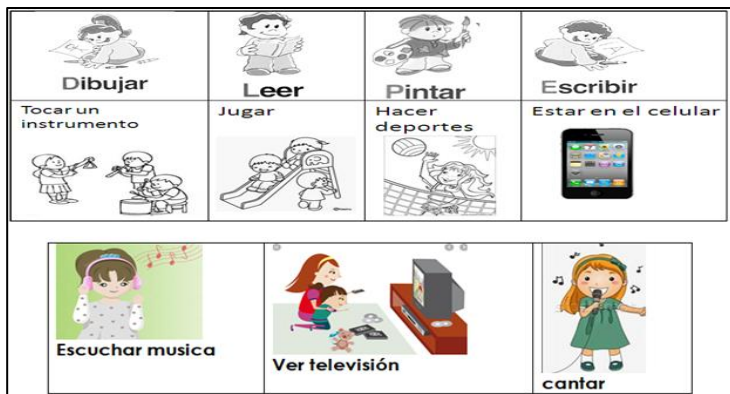 Dibujar
Leer
Pintar
Escribir
Tocar un
instrumento
Jugar
Hacer
deportes
Estar en el celular
Escuchar musica
Ver televisión
cantar